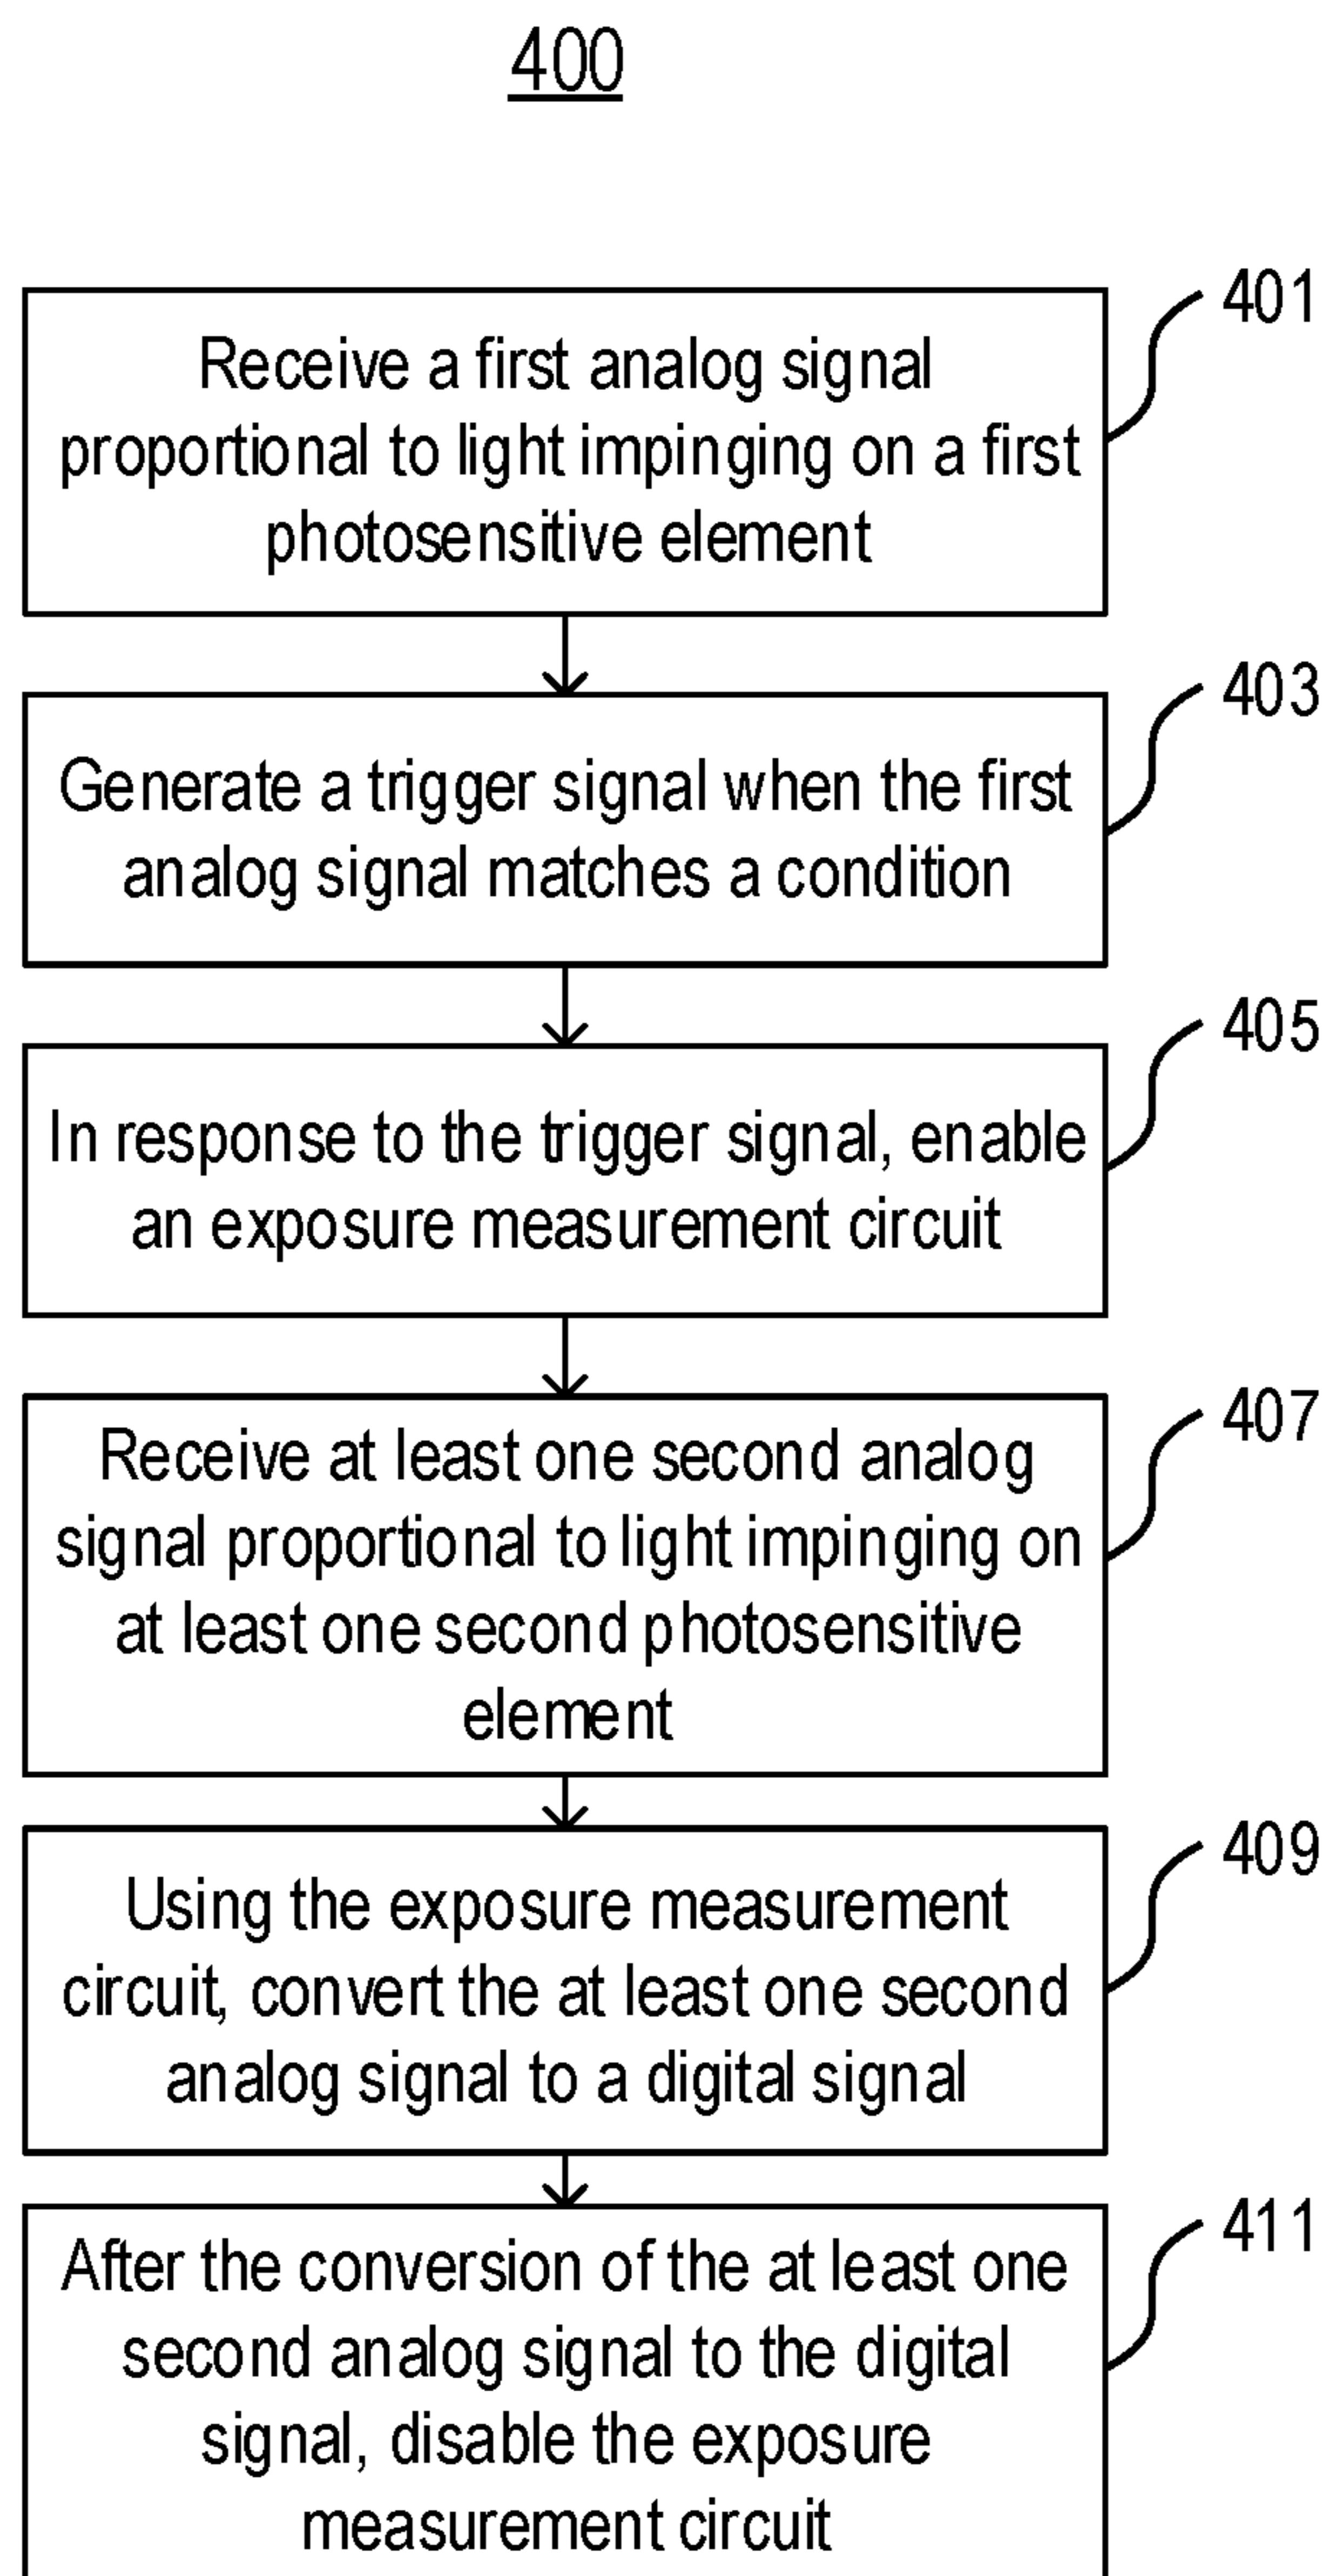 400
401
Receive a first analog signal
proportional to light impinging on a first
photosensitive element
403
Generate a trigger signal when the first
analog signal matches a condition
405
In response to the trigger signal, enable
an exposure measurement circuit
407
Receive at least one second analog
signal proportional to light impinging on
at least one second photosensitive
element
409
Using the exposure measurement
circuit, convert the at least one second
analog signal to a digital signal
411
After the conversion of the at least one
second analog signal to the digital
signal, disable the exposure
measurement circuit